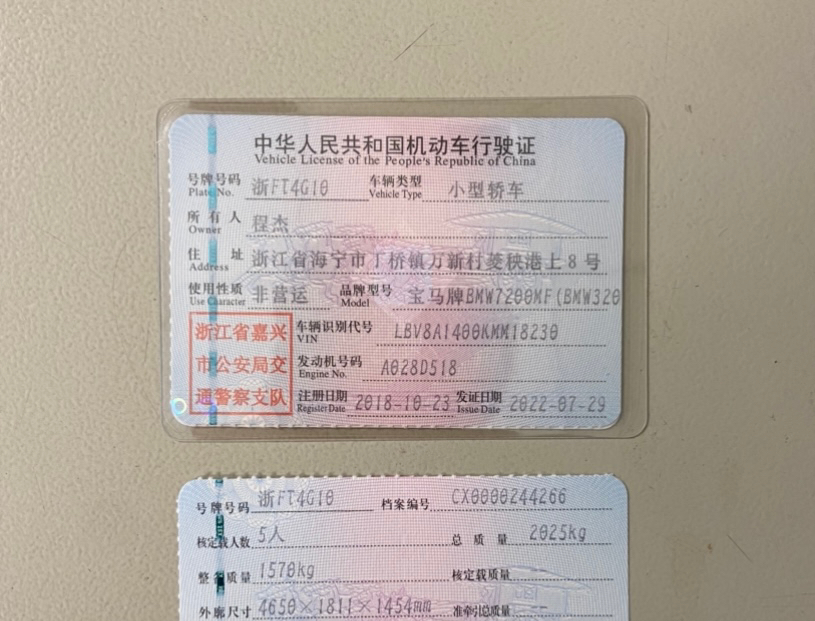 中华人民共和国机动车行驶证
Vehicle License of the People's Republic of China
号牌号码 浙FT4G10 车辆类型 小型轿车
Plate No. Vehicle Type
所有人 程杰
Owner
住址 浙江省海宁市丁桥镇万新村菱秧港上8号
Address
使用性质 非营运 品牌型号 宝马牌BMW7200MF(BMW320
Use Character Model
浙江省嘉兴 车辆识别代号 LBV8A1400KMM18230
VIN
市公安局交 发动机号码 A028D518
Engine No.
通警察支队 注册日期 2018-10-23 发证日期 2022-07-29
Register Date Issue Date
号牌号码 浙FT4G10 档案编号 CX0000244266
核定载人数 5人 总质量 2025kg
整备质量 1570kg 核定载质量
外廓尺寸 4650×1811×1454mm 准牵引总质量 --